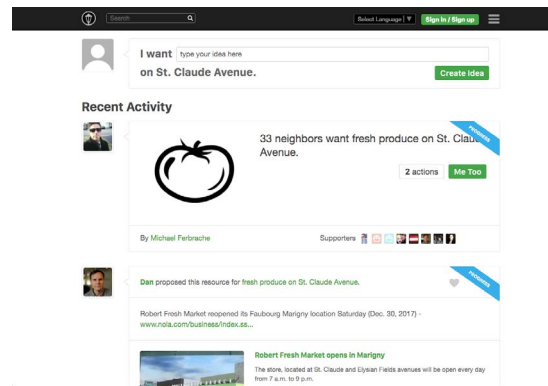 Search
Select Language ▼
Sign in / Sign up
I want type your idea here
on St. Claude Avenue.
Create Idea
Recent Activity
PROGRESS
33 neighbors want fresh produce on St. Claude
Avenue.
2 actions
Me Too
By Michael Ferbrache
Supporters
PROGRESS
Dan proposed this resource for fresh produce on St. Claude Avenue.
Robert Fresh Market reopened its Faubourg Marigny location Saturday (Dec. 30, 2017) -
www.nola.com/business/index.ss...
Robert Fresh Market opens in Marigny
The store, located at St. Claude and Elysian Fields avenues will be open every day
from 7 a.m. to 9 p.m.